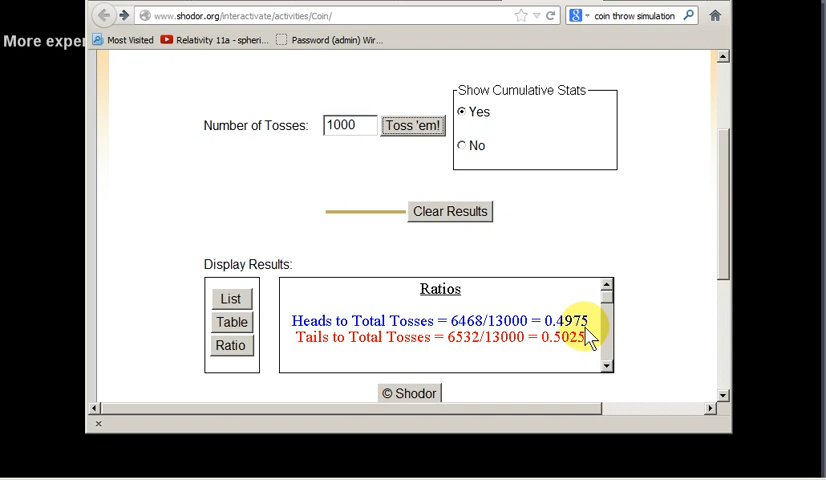 More exper
www.shodor.org/interactivate/activities/Coin/
coin throw simulation
Most Visited
Relativity 11a - spheri...
Password (admin) Wir...
Show Cumulative Stats
Number of Tosses:
1000
Toss 'em!
Yes
No
Clear Results
Display Results:
List
Table
Ratio
Ratios
Heads to Total Tosses = 6468/13000 = 0.4975
Tails to Total Tosses = 6532/13000 = 0.5025
© Shodor